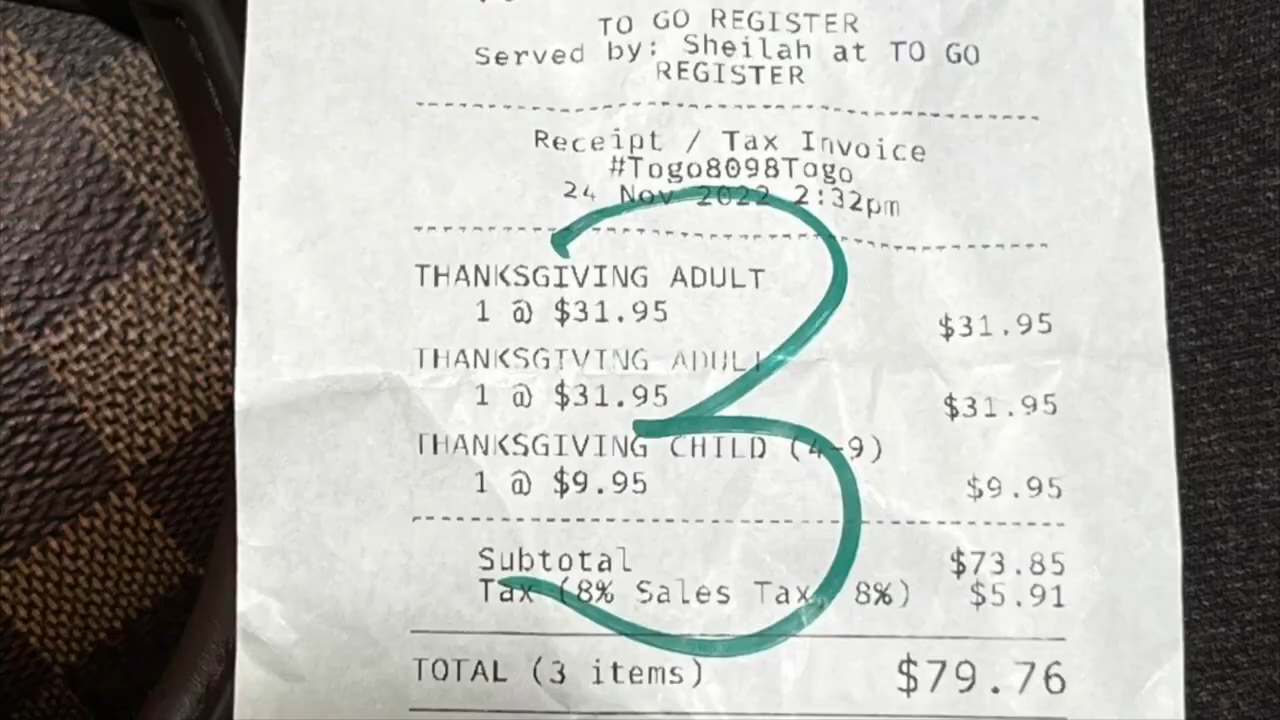 TO GO REGISTER
Served by: Sheilah at TO GO
REGISTER
Receipt / Tax Invoice
#Togo8098Togo
24 Nov 2022 2:32pm
THANKSGIVING ADULT
1 @ $31.95 $31.95
THANKSGIVING ADULT
1 @ $31.95 $31.95
THANKSGIVING CHILD (4-9)
1 @ $9.95 $9.95
3
Subtotal $73.85
Tax (8% Sales Tax, 8%) $5.91
TOTAL (3 items) $79.76